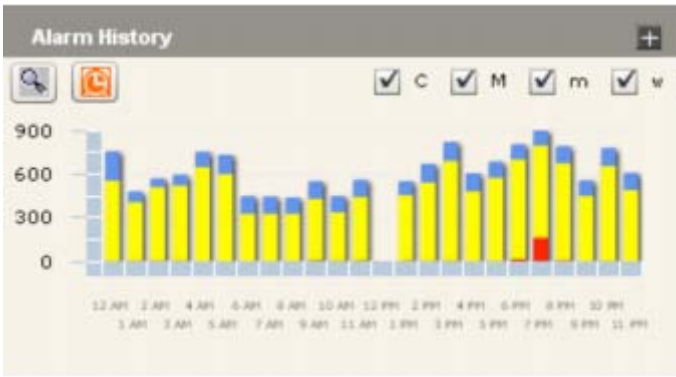 Alarm History
C M m w
900
600
300
0
12 AM 2 AM 4 AM 6 AM 8 AM 10 AM 12 PM 2 PM 4 PM 6 PM 8 PM 10 PM
1 AM 3 AM 5 AM 7 AM 9 AM 11 AM 1 PM 3 PM 5 PM 7 PM 9 PM 11 PM